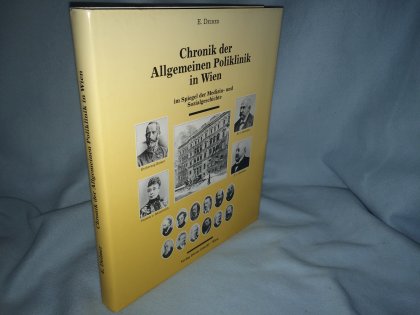 E. Deimer
Chronik der
Allgemeinen Poliklinik
in Wien
im Spiegel der Medizin- und
Sozialgeschichte
E. Deimer
Chronik der Allgemeinen Poliklinik in Wien